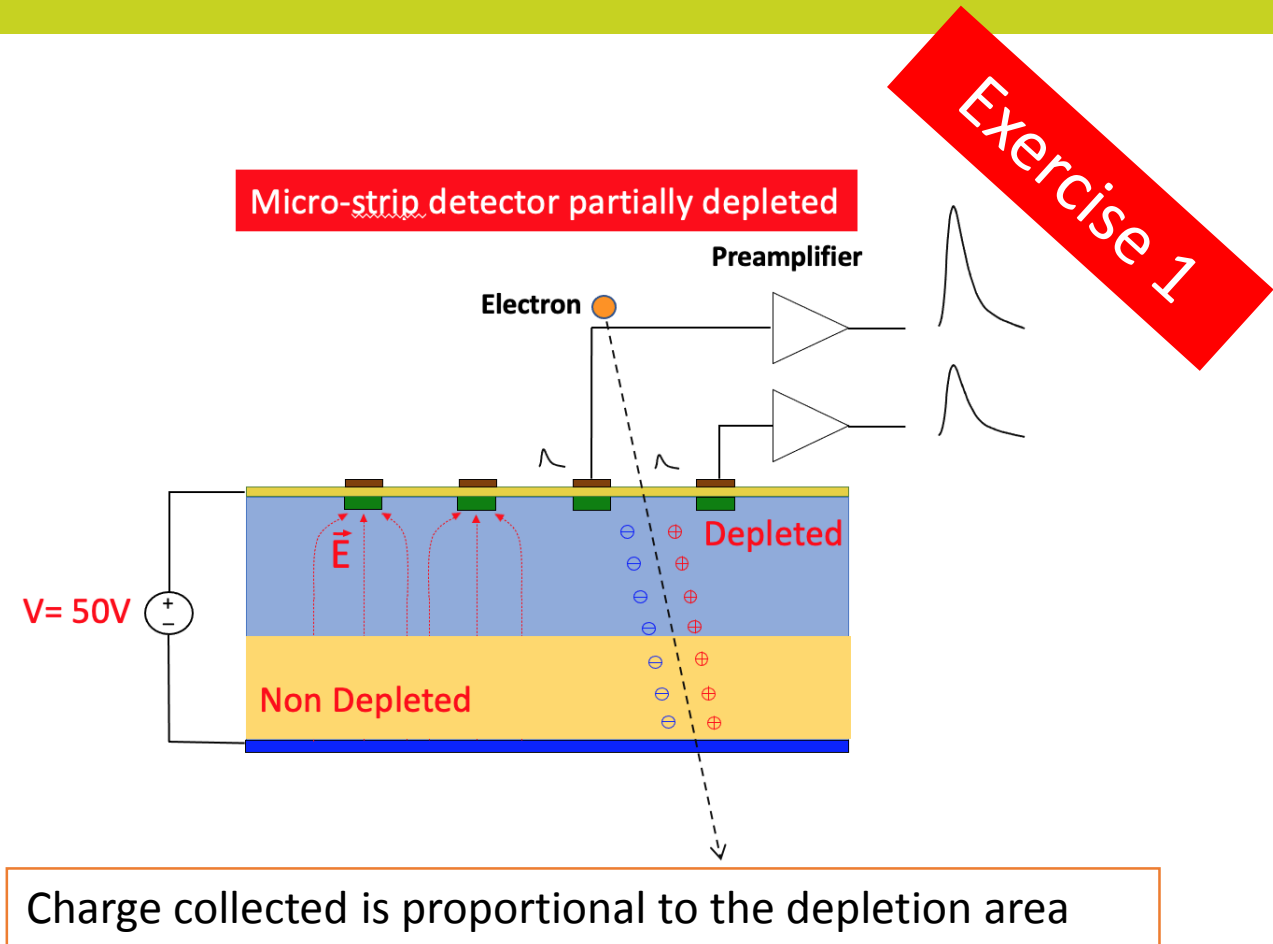 Exercise 1
Micro-strip detector partially depleted
Preamplifier
Electron
Depleted
E
V= 50V
+
−
Non Depleted
Charge collected is proportional to the depletion area